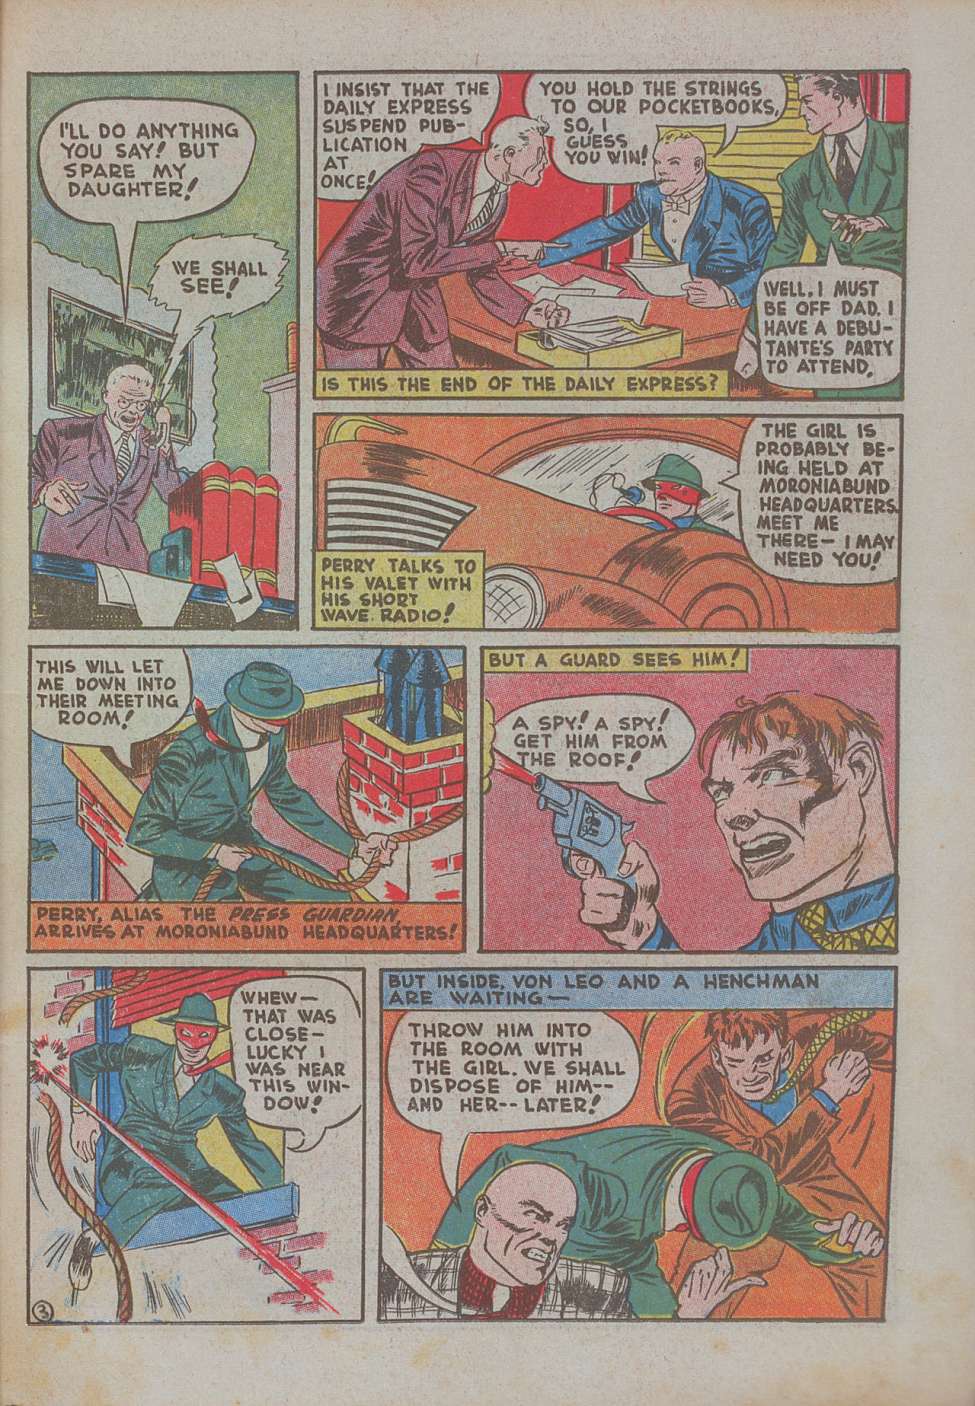 I'LL DO ANYTHING
YOU SAY! BUT
SPARE MY
DAUGHTER!
WE SHALL
SEE!
I INSIST THAT THE
DAILY EXPRESS
SUSPEND PUB-
LICATION
AT
ONCE!
YOU HOLD THE STRINGS
TO OUR POCKETBOOKS,
SO, I
GUESS
YOU WIN!
WELL, I MUST
BE OFF DAD. I
HAVE A DEBU-
TANTE'S PARTY
TO ATTEND.
IS THIS THE END OF THE DAILY EXPRESS?
THE GIRL IS
PROBABLY BE-
ING HELD AT
MORONIABUND
HEADQUARTERS.
MEET ME
THERE- I MAY
NEED YOU!
PERRY TALKS TO
HIS VALET WITH
HIS SHORT
WAVE RADIO!
THIS WILL LET
ME DOWN INTO
THEIR MEETING
ROOM!
PERRY, ALIAS THE PRESS GUARDIAN,
ARRIVES AT MORONIABUND HEADQUARTERS!
BUT A GUARD SEES HIM!
A SPY! A SPY!
GET HIM FROM
THE ROOF!
WHEW-
THAT WAS
CLOSE-
LUCKY I
WAS NEAR
THIS WIN-
DOW!
3
BUT INSIDE, VON LEO AND A HENCHMAN
ARE WAITING-
THROW HIM INTO
THE ROOM WITH
THE GIRL. WE SHALL
DISPOSE OF HIM--
AND HER-- LATER!